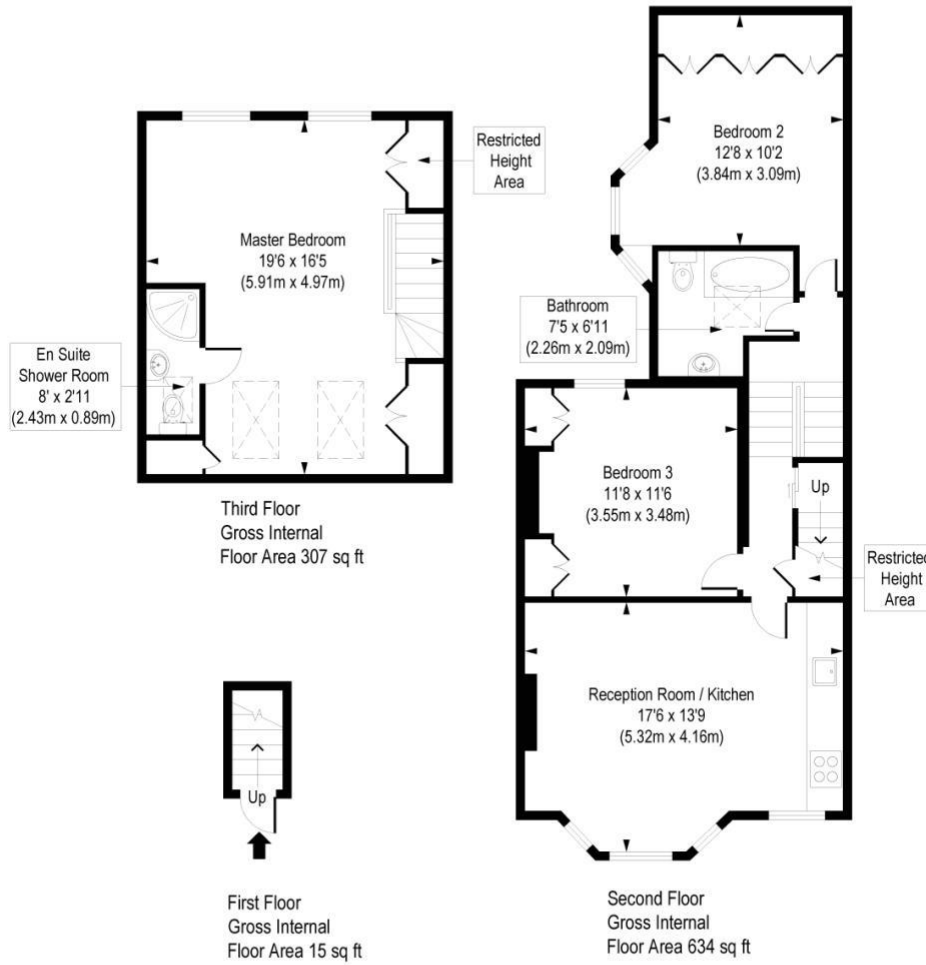 Restricted
Height
Area
Master Bedroom
19'6 x 16'5
(5.91m x 4.97m)
En Suite
Shower Room
8' x 2'11
(2.43m x 0.89m)
Third Floor
Gross Internal
Floor Area 307 sq ft
Up
First Floor
Gross Internal
Floor Area 15 sq ft
Bedroom 2
12'8 x 10'2
(3.84m x 3.09m)
Bathroom
7'5 x 6'11
(2.26m x 2.09m)
Bedroom 3
11'8 x 11'6
(3.55m x 3.48m)
Up
Restricted
Height
Area
Reception Room / Kitchen
17'6 x 13'9
(5.32m x 4.16m)
Second Floor
Gross Internal
Floor Area 634 sq ft